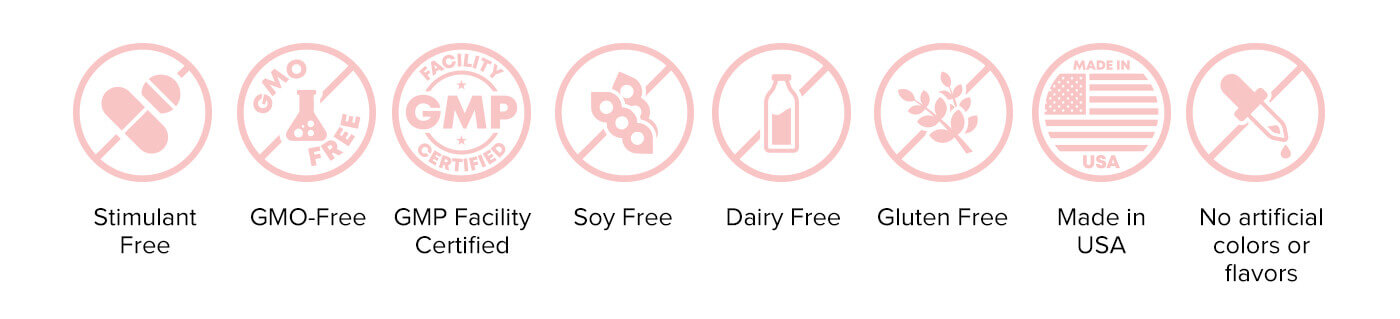 GMO
FREE
FACILITY
GMP
CERTIFIED
MADE IN
USA
Stimulant
Free
GMO-Free
GMP Facility
Certified
Soy Free
Dairy Free
Gluten Free
Made in
USA
No artificial
colors or
flavors